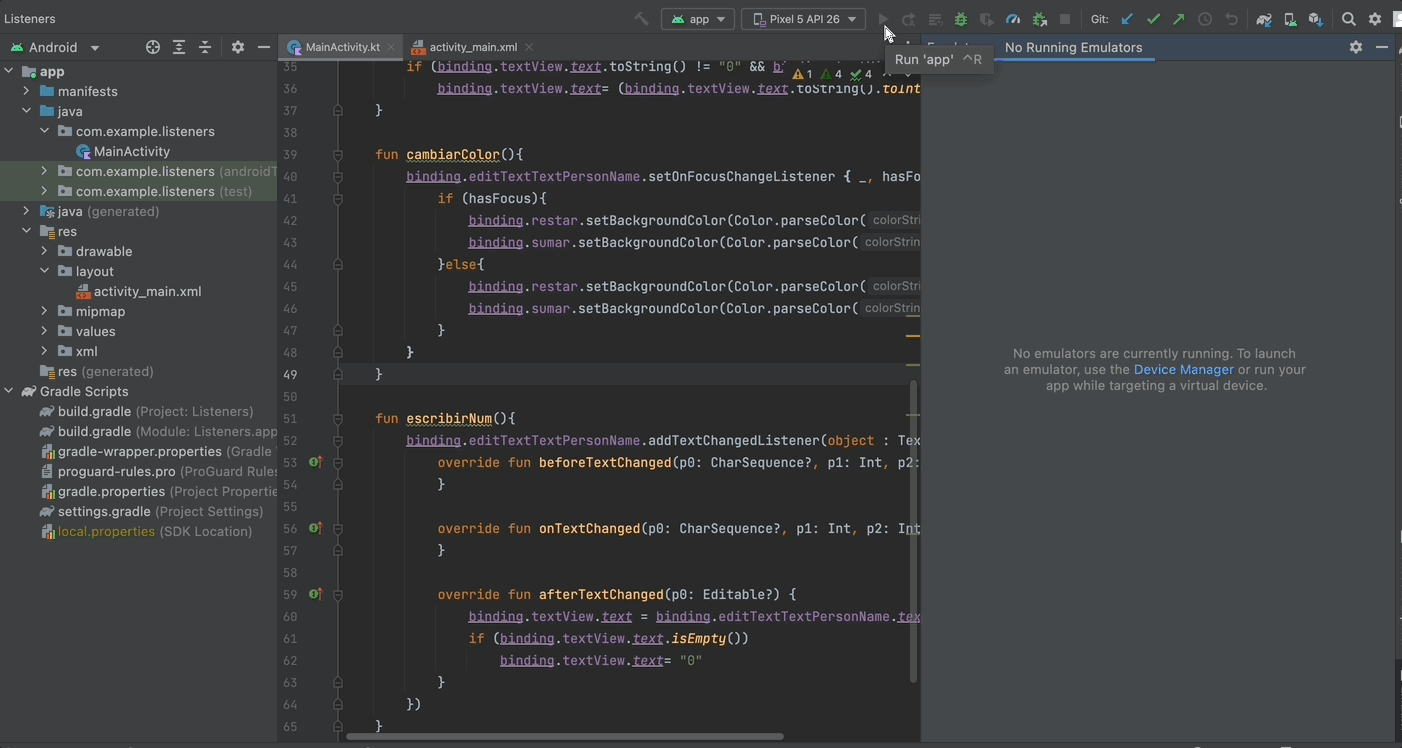 Listeners
app
Pixel 5 API 26
Git:
Android
MainActivity.kt
activity_main.xml
No Running Emulators
Run 'app' ^R
app
manifests
java
com.example.listeners
MainActivity
com.example.listeners (androidT
com.example.listeners (test)
java (generated)
res
drawable
layout
activity_main.xml
mipmap
values
xml
res (generated)
Gradle Scripts
build.gradle (Project: Listeners)
build.gradle (Module: Listeners.app
gradle-wrapper.properties (Gradle
proguard-rules.pro (ProGuard Rules
gradle.properties (Project Propertie
settings.gradle (Project Settings)
local.properties (SDK Location)
1 4 4
35 if (binding.textView.text.toString() != "0" && b
36 binding.textView.text= (binding.textView.text.toString().toInt
37 }
38
39 fun cambiarColor(){
40 binding.editTextTextPersonName.setOnFocusChangeListener { _, hasFo
41 if (hasFocus){
42 binding.restar.setBackgroundColor(Color.parseColor( colorStri
43 binding.sumar.setBackgroundColor(Color.parseColor( colorStrin
44 }else{
45 binding.restar.setBackgroundColor(Color.parseColor( colorStri
46 binding.sumar.setBackgroundColor(Color.parseColor( colorStrin
47 }
48 }
49 }
50
51 fun escribirNum(){
52 binding.editTextTextPersonName.addTextChangedListener(object : Tex
53 override fun beforeTextChanged(p0: CharSequence?, p1: Int, p2:
54 }
55
56 override fun onTextChanged(p0: CharSequence?, p1: Int, p2: Int
57 }
58
59 override fun afterTextChanged(p0: Editable?) {
60 binding.textView.text = binding.editTextTextPersonName.tex
61 if (binding.textView.text.isEmpty())
62 binding.textView.text= "0"
63 }
64 })
65 }
No emulators are currently running. To launch
an emulator, use the Device Manager or run your
app while targeting a virtual device.